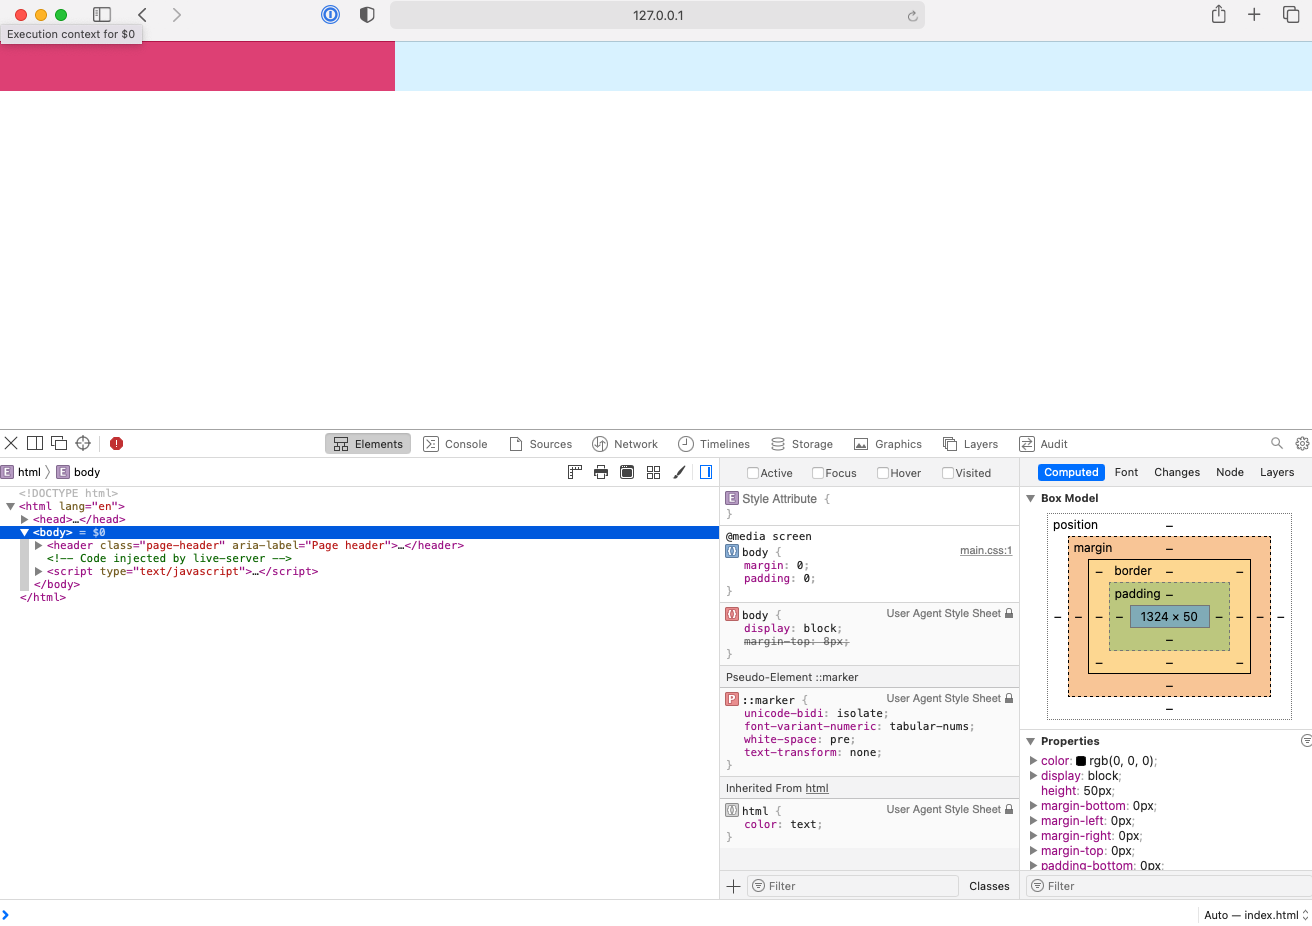 127.0.0.1
Execution context for $0
Elements
Console
Sources
Network
Timelines
Storage
Graphics
Layers
Audit
E html
E body
<!DOCTYPE html>
<html lang="en">
<head>…</head>
<body> = $0
<header class="page-header" aria-label="Page header">…</header>
<!-- Code injected by live-server -->
<script type="text/javascript">…</script>
</body>
</html>
Active
Focus
Hover
Visited
E Style Attribute {
}
@media screen
body { main.css:1
margin: 0;
padding: 0;
}
body { User Agent Style Sheet
display: block;
margin-top: 8px;
}
Pseudo-Element ::marker
P ::marker { User Agent Style Sheet
unicode-bidi: isolate;
font-variant-numeric: tabular-nums;
white-space: pre;
text-transform: none;
}
Inherited From html
html { User Agent Style Sheet
color: text;
}
Filter
Classes
Computed
Font
Changes
Node
Layers
Box Model
position –
margin –
– border – –
padding –
– – – – 1324 × 50 – – – –
–
– – –
–
–
Properties
color: rgb(0, 0, 0);
display: block;
height: 50px;
margin-bottom: 0px;
margin-left: 0px;
margin-right: 0px;
margin-top: 0px;
padding-bottom: 0px;
Filter
Auto — index.html